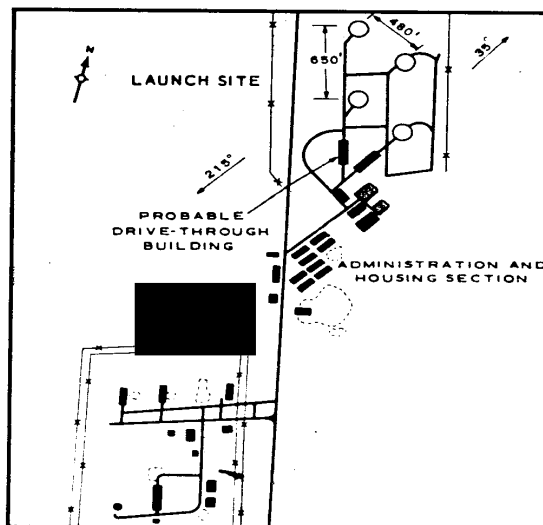 480'
35°
650'
N
LAUNCH SITE
215°
PROBABLE
DRIVE-THROUGH
BUILDING
ADMINISTRATION AND
HOUSING SECTION